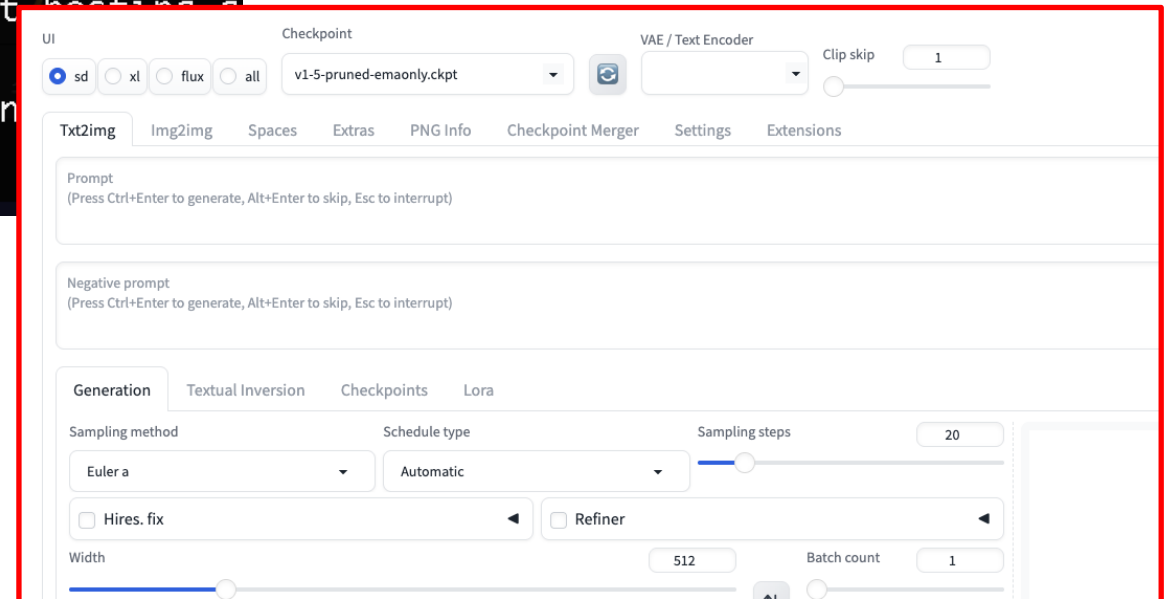 UI
Checkpoint
VAE / Text Encoder
Clip skip
1
sd xl flux all
v1-5-pruned-emaonly.ckpt
Txt2img Img2img Spaces Extras PNG Info Checkpoint Merger Settings Extensions
Prompt
(Press Ctrl+Enter to generate, Alt+Enter to skip, Esc to interrupt)
Negative prompt
(Press Ctrl+Enter to generate, Alt+Enter to skip, Esc to interrupt)
Generation Textual Inversion Checkpoints Lora
Sampling method Schedule type Sampling steps 20
Euler a Automatic
Hires. fix Refiner
Width 512 Batch count 1